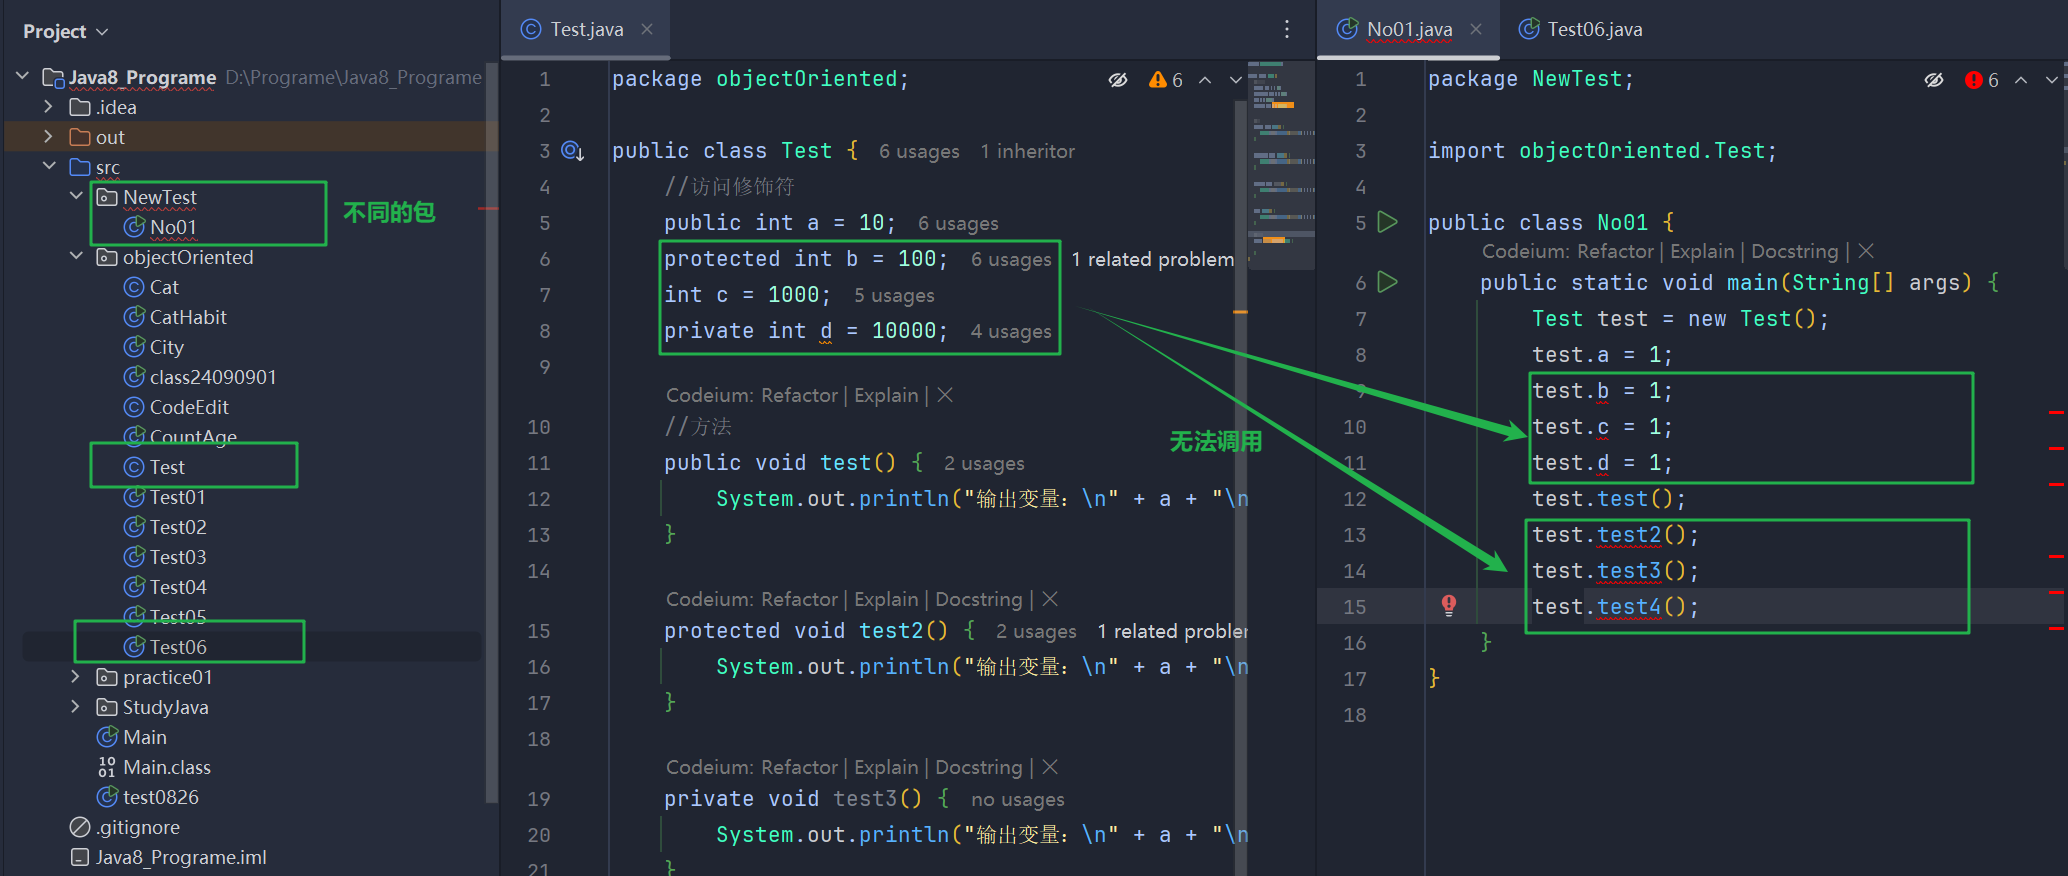 Project
Java8_Programe D:\Programe\Java8_Programe
.idea
out
src
NewTest
No01
不同的包
objectOriented
Cat
CatHabit
City
class24090901
CodeEdit
CountAge
Test
Test01
Test02
Test03
Test04
Test05
Test06
practice01
StudyJava
Main
Main.class
test0826
.gitignore
Java8_Programe.iml
Test.java
6
1 package objectOriented;
2
3 public class Test { 6 usages 1 inheritor
4 //访问修饰符
5 public int a = 10; 6 usages
6 protected int b = 100; 6 usages 1 related problem
7 int c = 1000; 5 usages
8 private int d = 10000; 4 usages
9
Codeium: Refactor | Explain | ×
10 //方法
11 public void test() { 2 usages
12 System.out.println("输出变量: \n" + a + "\n
13 }
14
Codeium: Refactor | Explain | Docstring | ×
15 protected void test2() { 2 usages 1 related probler
16 System.out.println("输出变量: \n" + a + "\n
17 }
18
Codeium: Refactor | Explain | Docstring | ×
19 private void test3() { no usages
20 System.out.println("输出变量: \n" + a + "\n
21 }
无法调用
No01.java Test06.java
6
1 package NewTest;
2
3 import objectOriented.Test;
4
5 public class No01 {
Codeium: Refactor | Explain | Docstring | ×
6 public static void main(String[] args) {
7 Test test = new Test();
8 test.a = 1;
9 test.b = 1;
10 test.c = 1;
11 test.d = 1;
12 test.test();
13 test.test2();
14 test.test3();
15 test.test4();
16 }
17 }
18